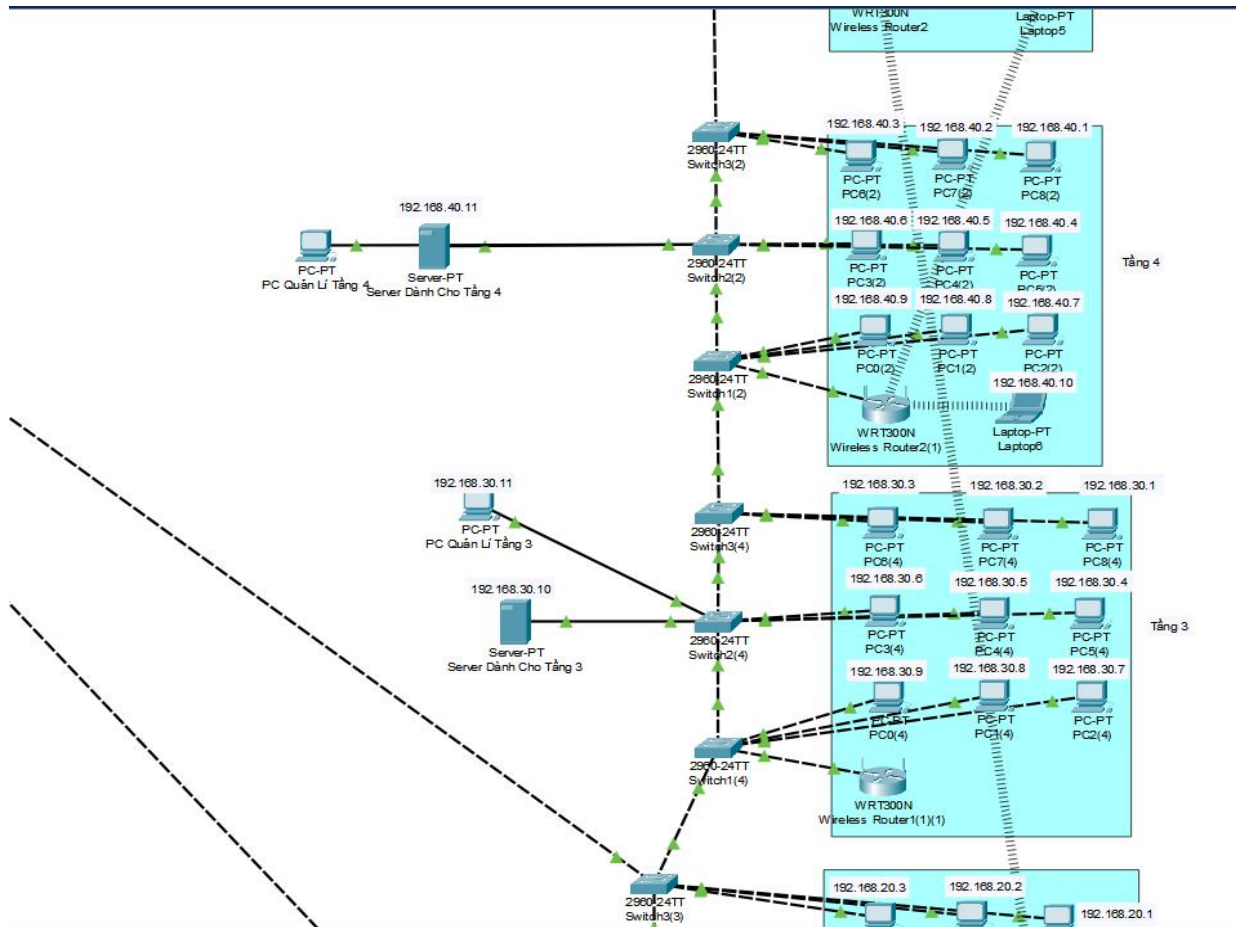 WRT300N
Wireless Router2
Laptop-PT
Laptop5
192.168.40.3
192.168.40.2
192.168.40.1
2960-24TT
Switch3(2)
PC-PT
PC6(2)
PC-PT
PC7(2)
PC-PT
PC8(2)
192.168.40.11
192.168.40.6
192.168.40.5
192.168.40.4
PC-PT
PC Quản Lí Tầng 4
Server-PT
Server Dành Cho Tầng 4
2960-24TT
Switch2(2)
PC-PT
PC3(2)
PC-PT
PC4(2)
PC-PT
PC5(2)
Tầng 4
192.168.40.9
192.168.40.8
192.168.40.7
2960-24TT
Switch1(2)
PC-PT
PC0(2)
PC-PT
PC1(2)
PC-PT
PC2(2)
192.168.40.10
WRT300N
Wireless Router2(1)
Laptop-PT
Laptop6
192.168.30.11
PC-PT
PC Quản Lí Tầng 3
192.168.30.3
192.168.30.2
192.168.30.1
2960-24TT
Switch3(4)
PC-PT
PC6(4)
PC-PT
PC7(4)
PC-PT
PC8(4)
192.168.30.10
Server-PT
Server Dành Cho Tầng 3
192.168.30.6
192.168.30.5
192.168.30.4
2960-24TT
Switch2(4)
PC-PT
PC3(4)
PC-PT
PC4(4)
PC-PT
PC5(4)
Tầng 3
192.168.30.9
192.168.30.8
192.168.30.7
2960-24TT
Switch1(4)
PC-PT
PC0(4)
PC-PT
PC1(4)
PC-PT
PC2(4)
WRT300N
Wireless Router1(1)(1)
2960-24TT
Switch3(3)
192.168.20.3
192.168.20.2
192.168.20.1